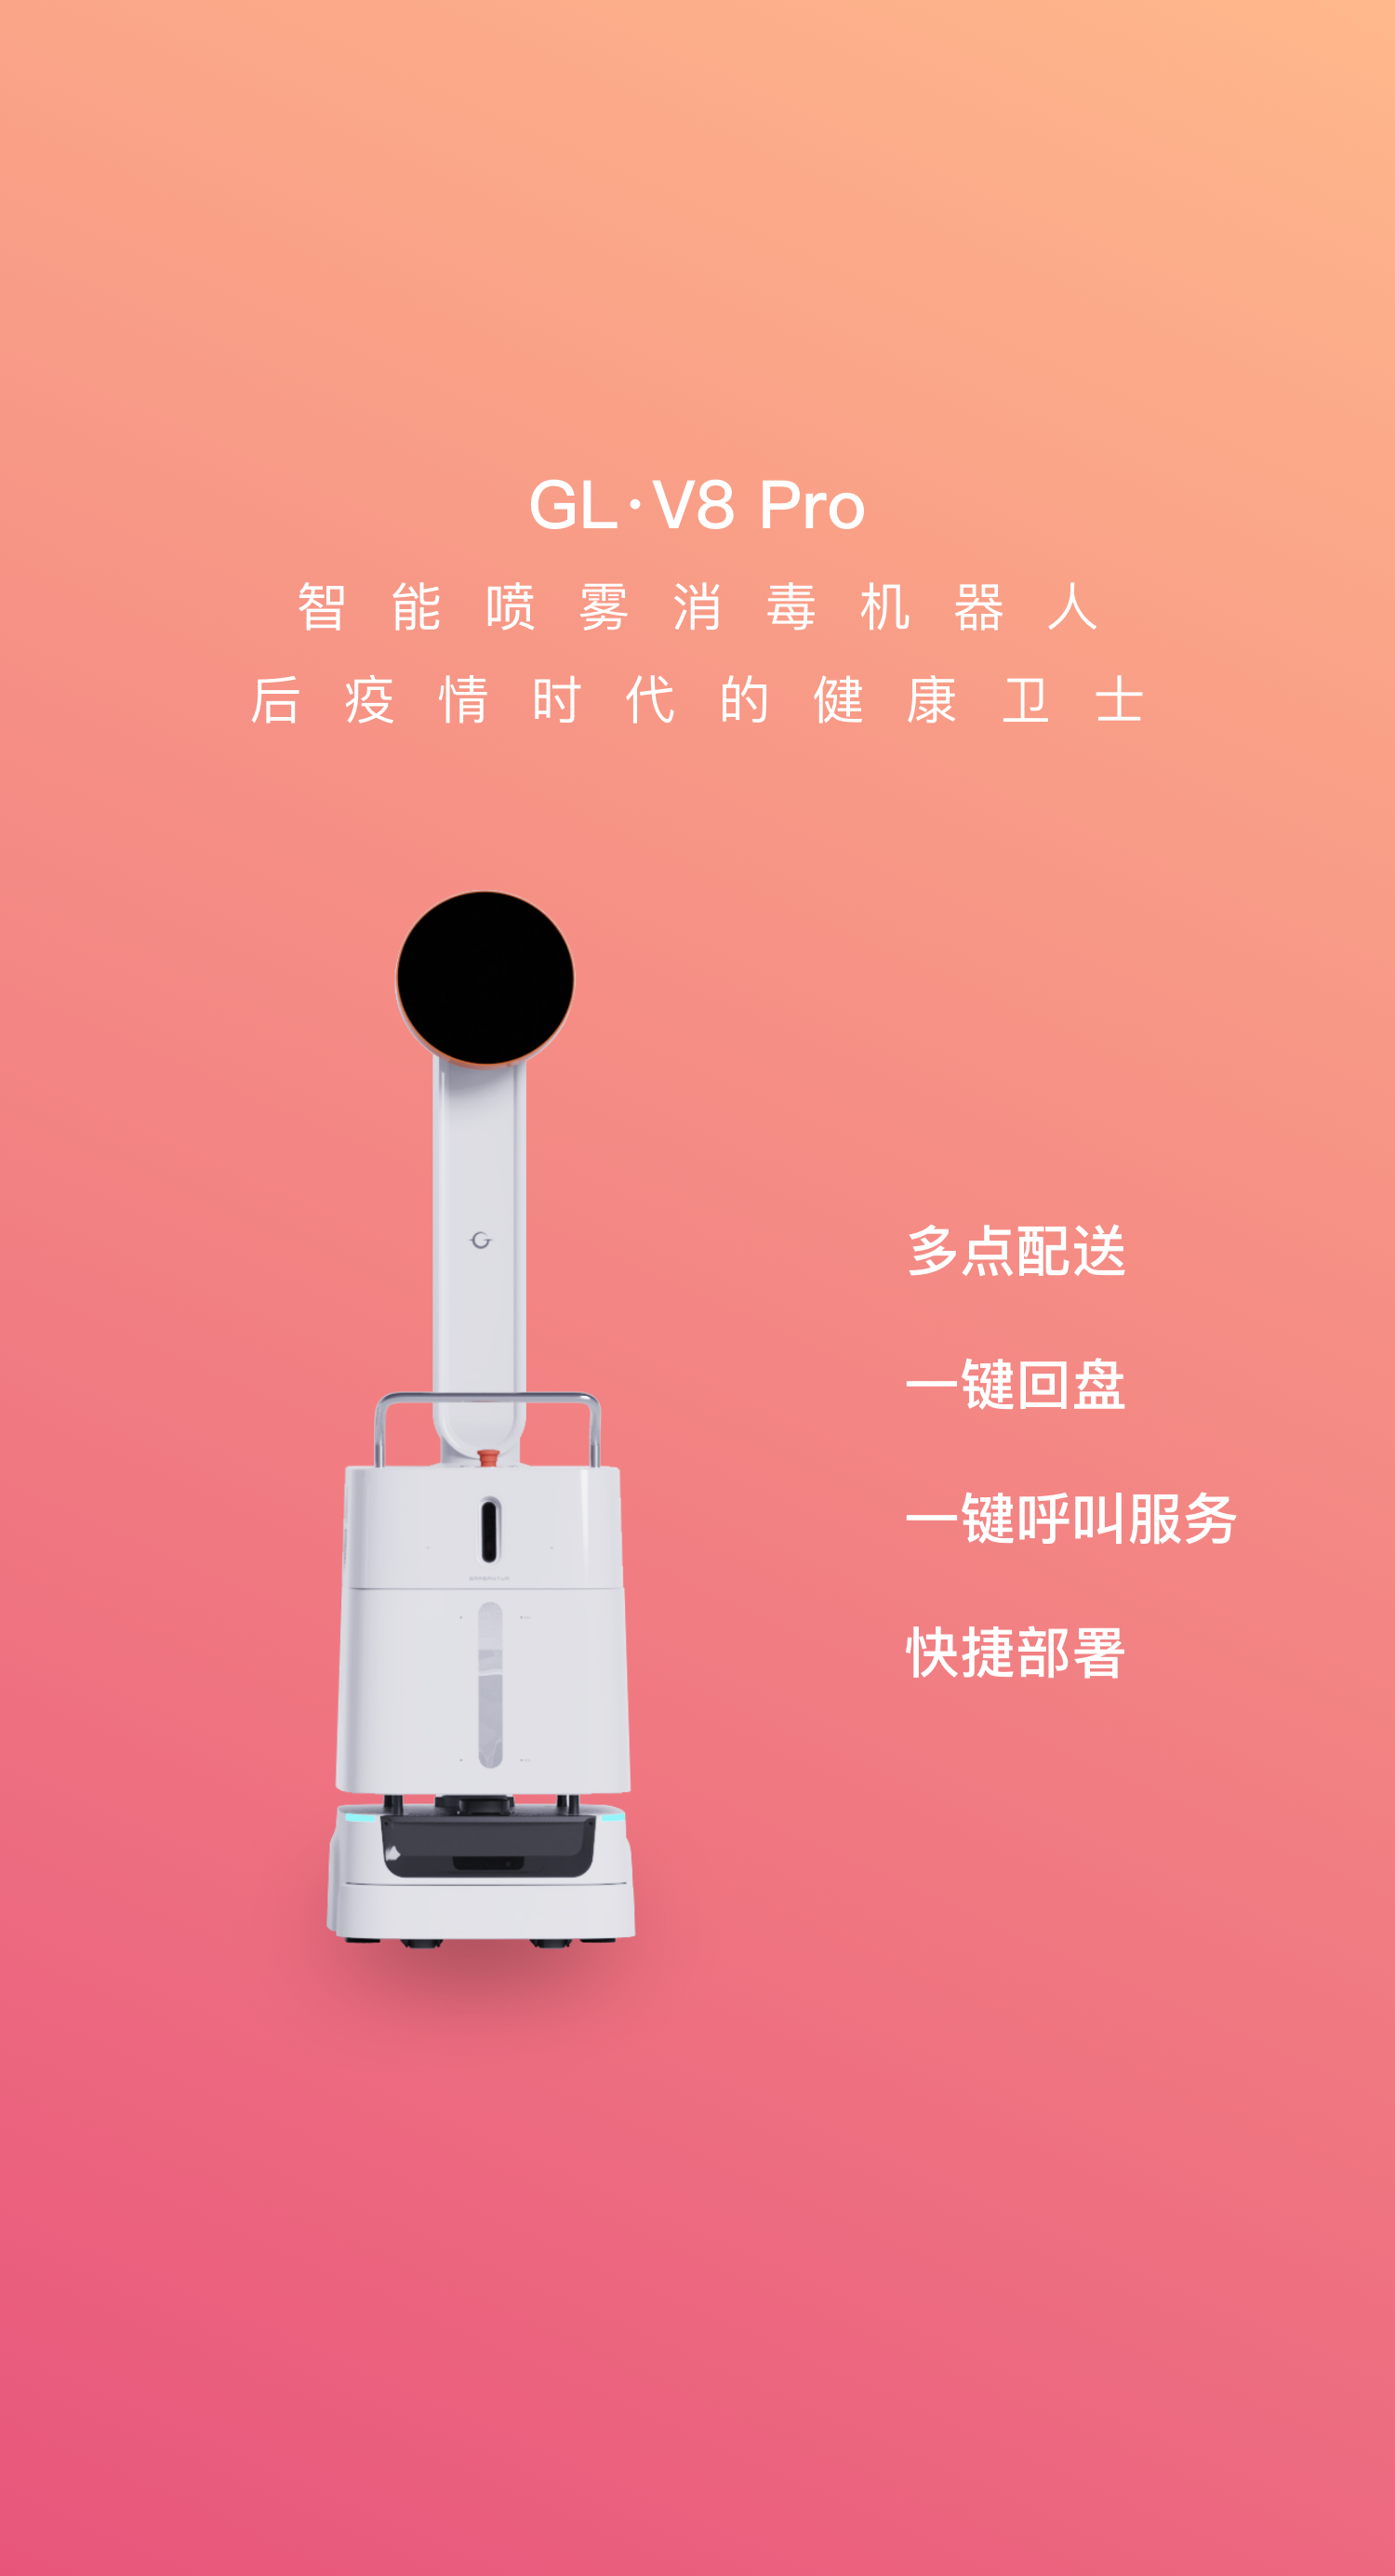 GL·V8 Pro
智能喷雾消毒机器人
后疫情时代的健康卫士
多点配送
一键回盘
一键呼叫服务
快捷部署